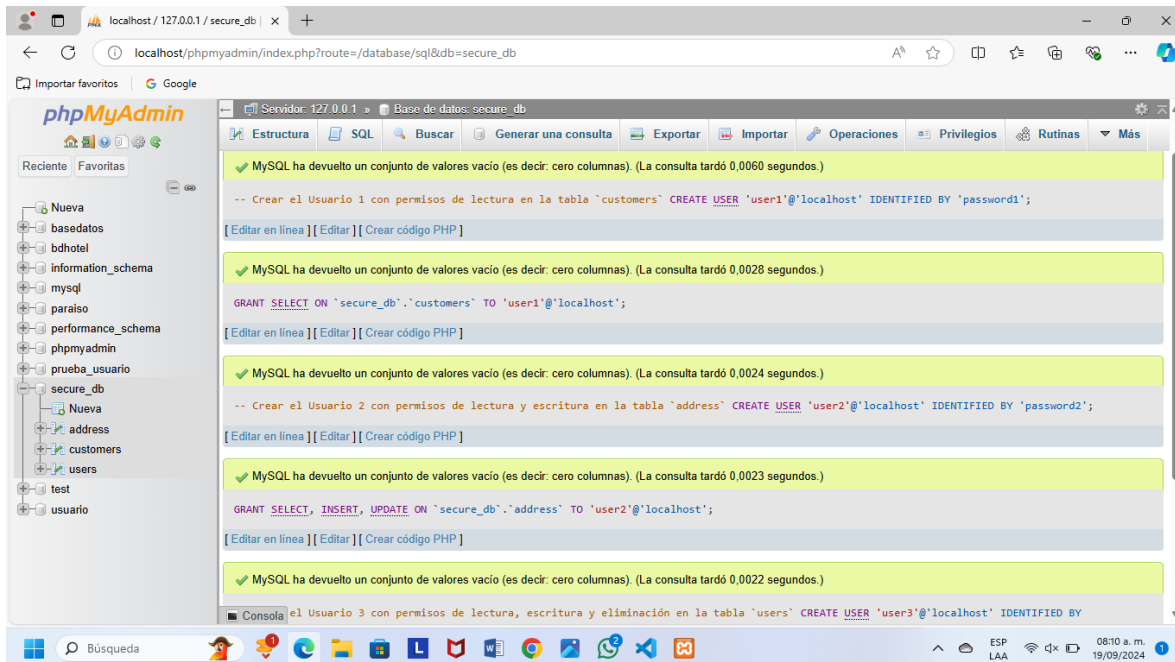 localhost / 127.0.0.1 / secure_db |
localhost/phpmyadmin/index.php?route=/database/sql&db=secure_db
Importar favoritos
Google
phpMyAdmin
Reciente
Favoritas
Nueva
basedatos
bdhotel
information_schema
mysql
paraiso
performance_schema
phpmyadmin
prueba_usuario
secure_db
Nueva
address
customers
users
test
usuario
Servidor: 127.0.0.1 » Base de datos: secure_db
Estructura SQL Buscar Generar una consulta Exportar Importar Operaciones Privilegios Rutinas Más
MySQL ha devuelto un conjunto de valores vacío (es decir: cero columnas). (La consulta tardó 0,0060 segundos.)
-- Crear el Usuario 1 con permisos de lectura en la tabla `customers` CREATE USER 'user1'@'localhost' IDENTIFIED BY 'password1';
[ Editar en línea ] [ Editar ] [ Crear código PHP ]
MySQL ha devuelto un conjunto de valores vacío (es decir: cero columnas). (La consulta tardó 0,0028 segundos.)
GRANT SELECT ON `secure_db`.`customers` TO 'user1'@'localhost';
[ Editar en línea ] [ Editar ] [ Crear código PHP ]
MySQL ha devuelto un conjunto de valores vacío (es decir: cero columnas). (La consulta tardó 0,0024 segundos.)
-- Crear el Usuario 2 con permisos de lectura y escritura en la tabla `address` CREATE USER 'user2'@'localhost' IDENTIFIED BY 'password2';
[ Editar en línea ] [ Editar ] [ Crear código PHP ]
MySQL ha devuelto un conjunto de valores vacío (es decir: cero columnas). (La consulta tardó 0,0023 segundos.)
GRANT SELECT, INSERT, UPDATE ON `secure_db`.`address` TO 'user2'@'localhost';
[ Editar en línea ] [ Editar ] [ Crear código PHP ]
MySQL ha devuelto un conjunto de valores vacío (es decir: cero columnas). (La consulta tardó 0,0022 segundos.)
Consola
el Usuario 3 con permisos de lectura, escritura y eliminación en la tabla `users` CREATE USER 'user3'@'localhost' IDENTIFIED BY
Búsqueda
ESP
LAA
08:10 a. m.
19/09/2024